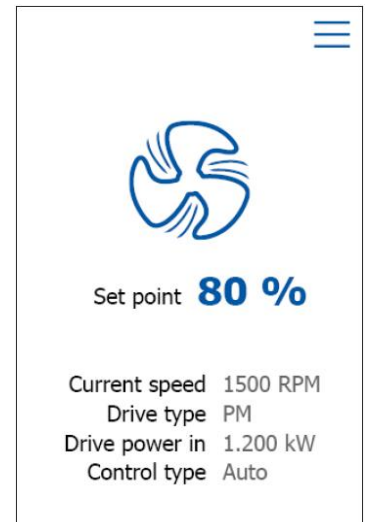 Set point 80 %
Current speed 1500 RPM
Drive type PM
Drive power in 1.200 kW
Control type Auto